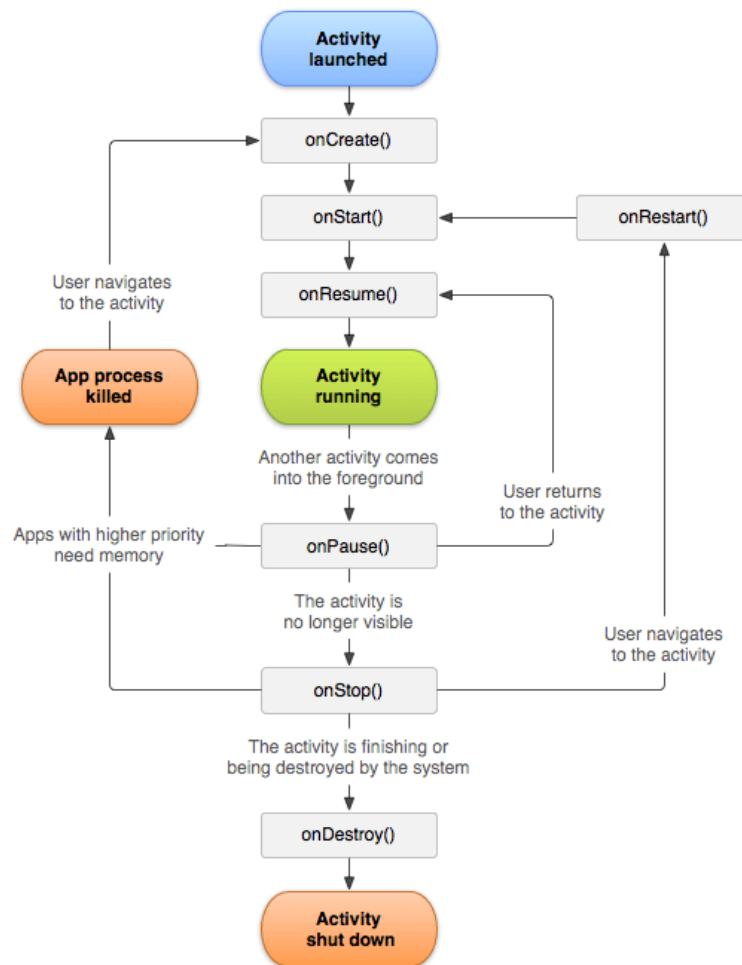 Activity
launched
onCreate()
onStart()
onRestart()
User navigates
to the activity
onResume()
App process
killed
Activity
running
Another activity comes
into the foreground
User returns
to the activity
Apps with higher priority
need memory
onPause()
The activity is
no longer visible
User navigates
to the activity
onStop()
The activity is finishing or
being destroyed by the system
onDestroy()
Activity
shut down